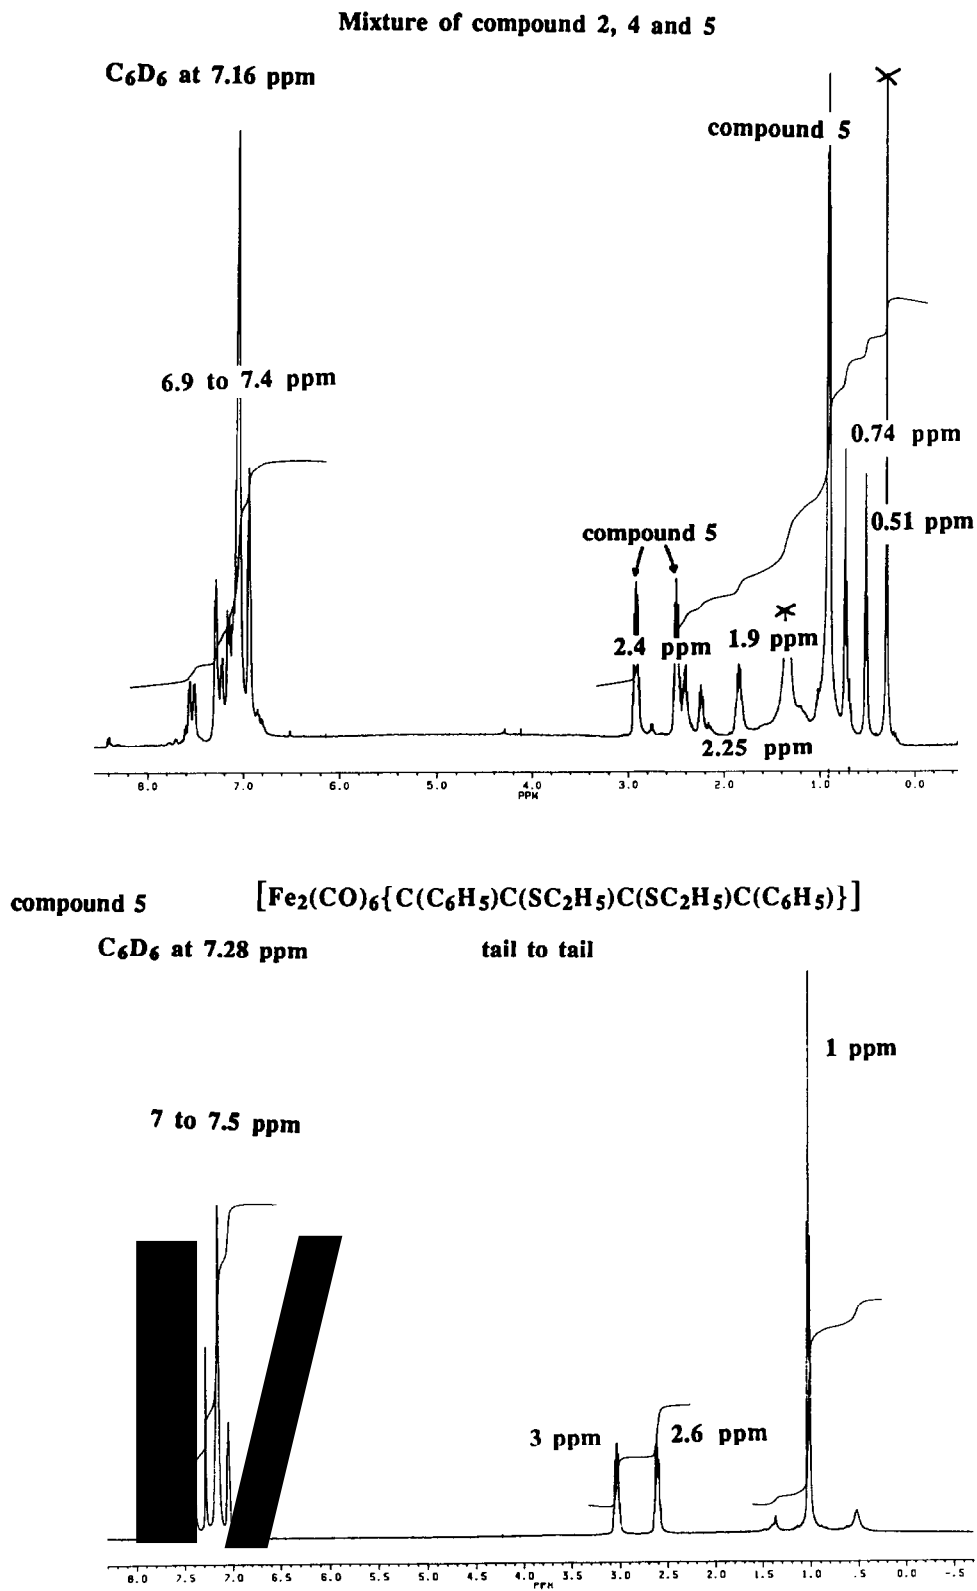 Mixture of compound 2, 4 and 5
C6D6 at 7.16 ppm
compound 5
6.9 to 7.4 ppm
0.74 ppm
0.51 ppm
compound 5
2.4 ppm
1.9 ppm
2.25 ppm
8.0 7.0 6.0 5.0 4.0 3.0 2.0 1.0 0.0
PPM
compound 5
[Fe2(CO)6{C(C6H5)C(SC2H5)C(SC2H5)C(C6H5)}]
C6D6 at 7.28 ppm
tail to tail
1 ppm
7 to 7.5 ppm
3 ppm
2.6 ppm
8.0 7.5 7.0 6.5 6.0 5.5 5.0 4.5 4.0 3.5 3.0 2.5 2.0 1.5 1.0 .5 0.0 -.5
PPM